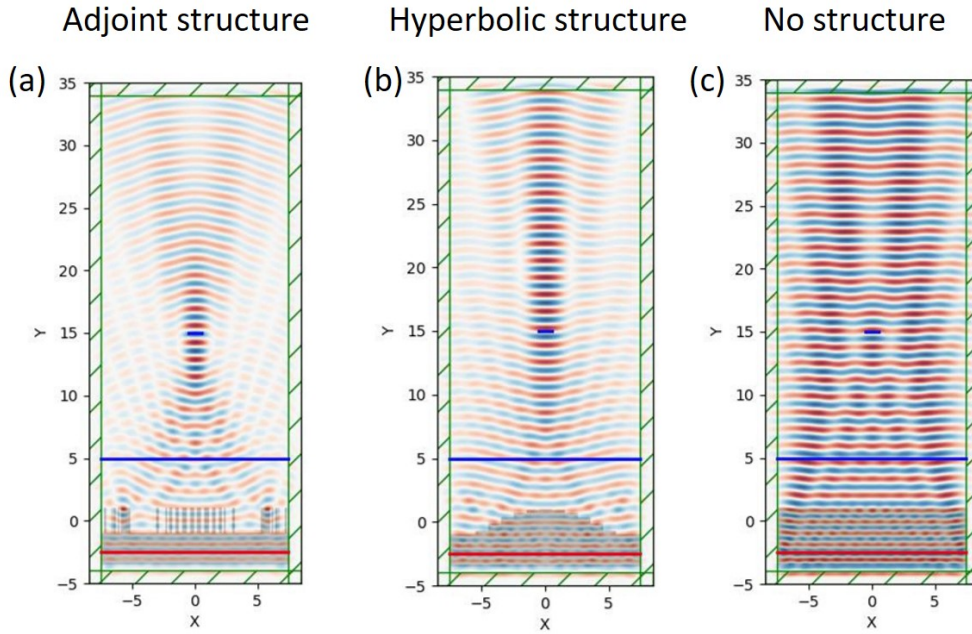 Adjoint structure Hyperbolic structure No structure
(a) (b) (c)
35 35 35
30 30 30
25 25 25
20 20 20
Y 15 Y 15 Y 15
10 10 10
5 5 5
0 0 0
−5 −5 −5
−5 0 5 −5 0 5 −5 0 5
X X X